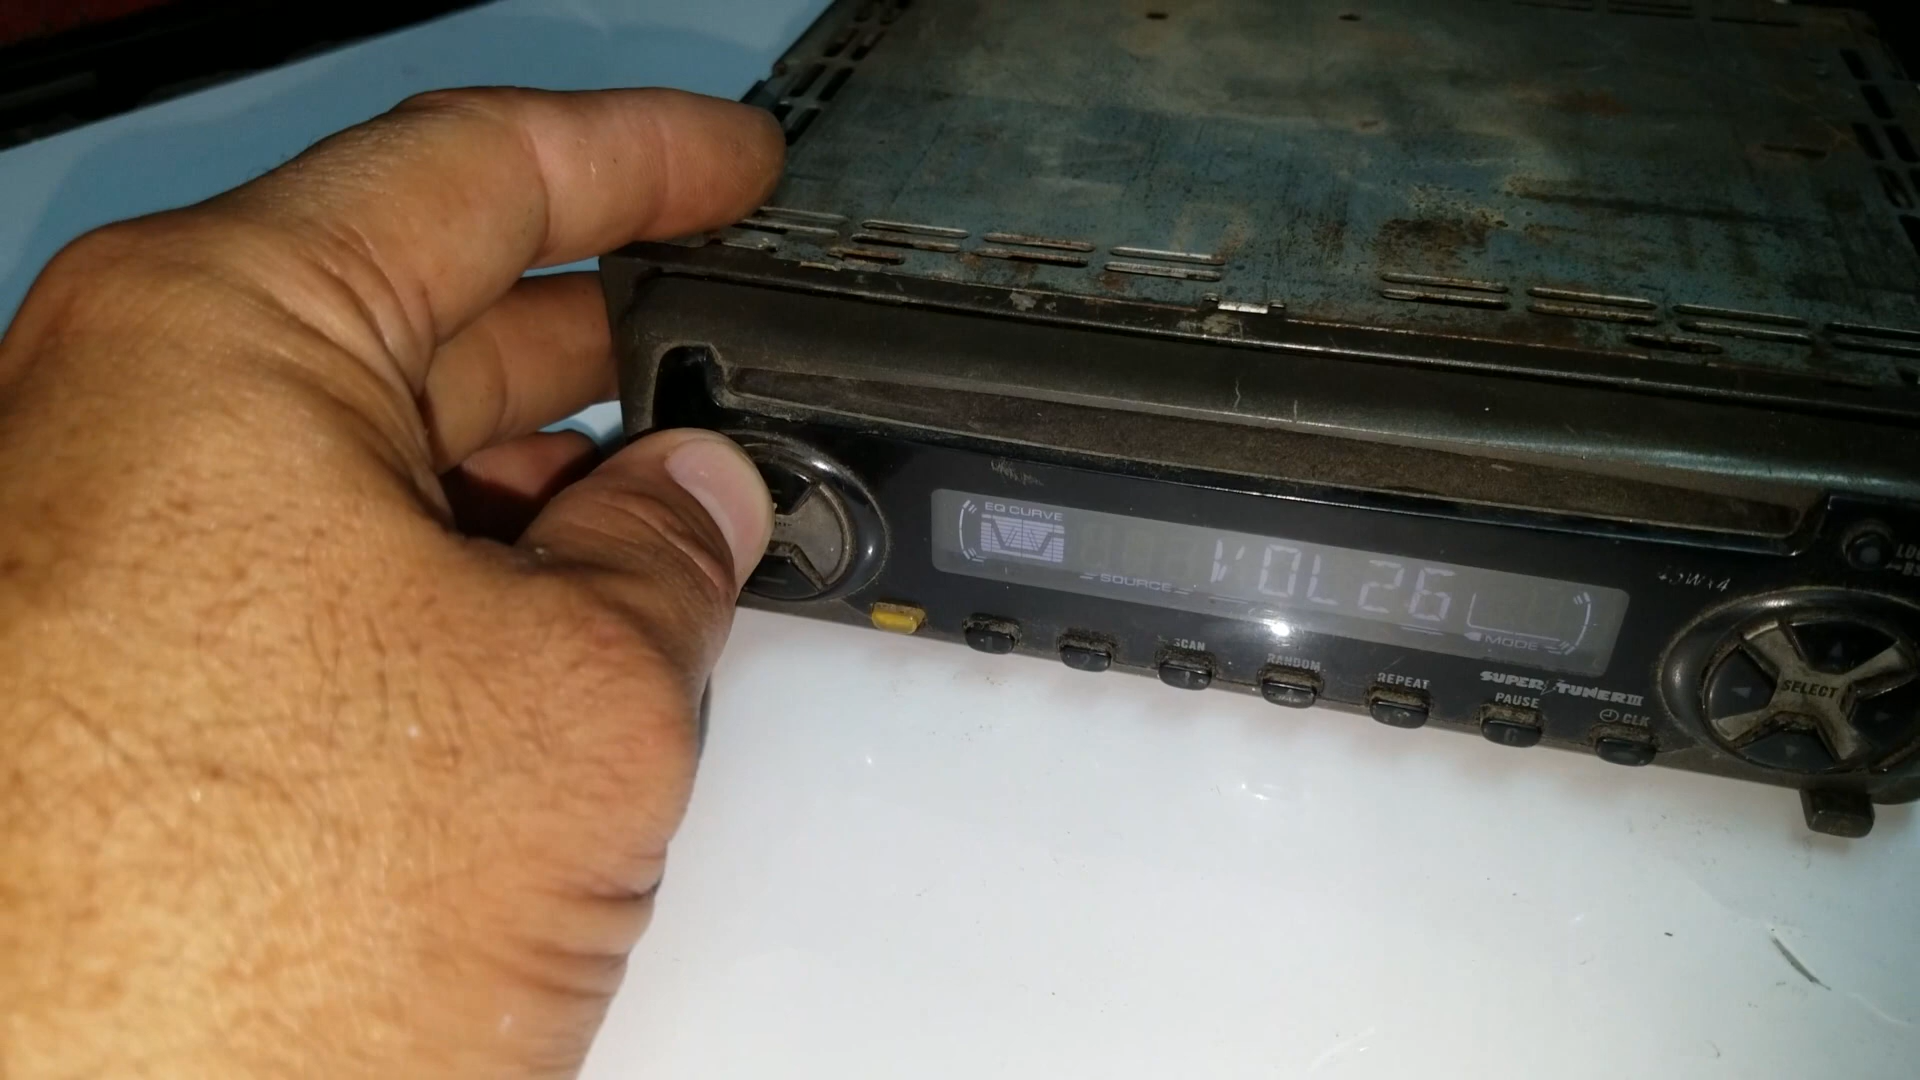 EQ CURVE
VOL 26
SOURCE
MODE
SCAN
RANDOM
REPEAT
SUPER TUNER III
PAUSE
CLK
SELECT